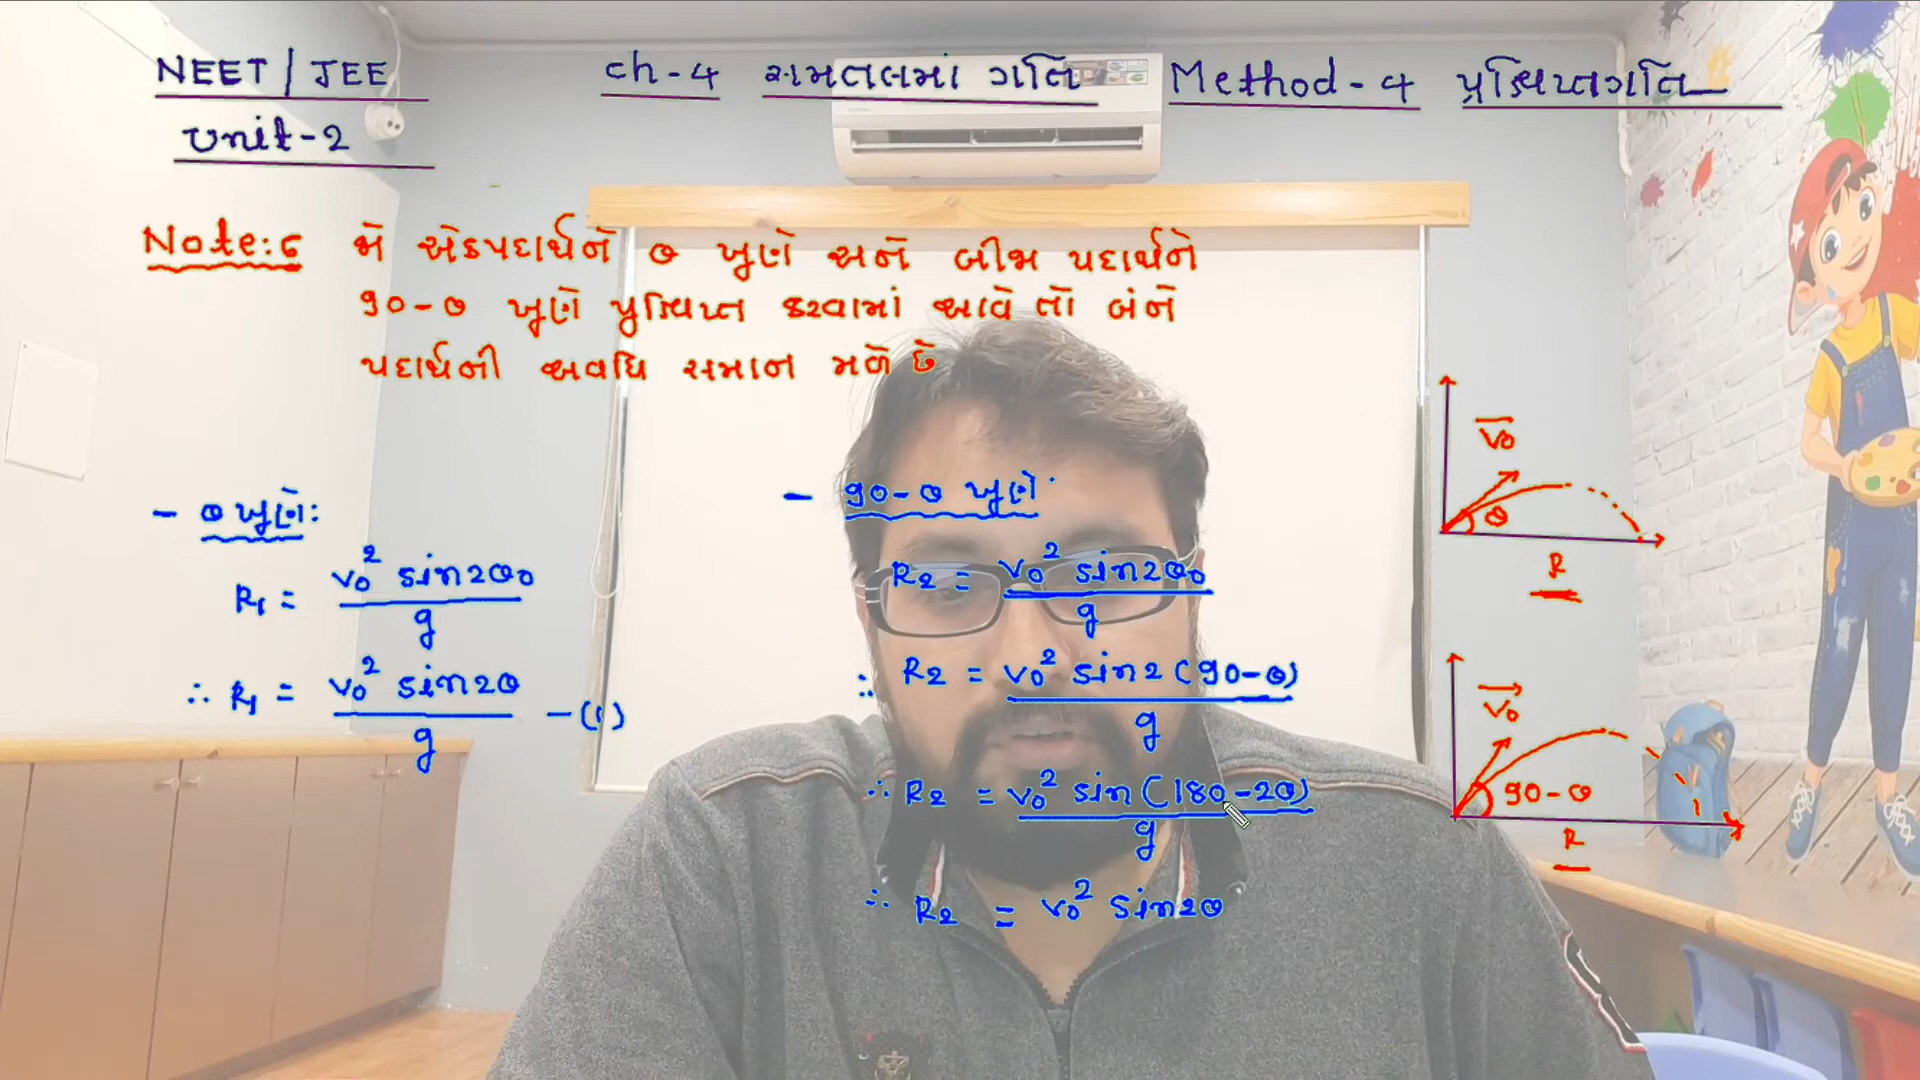 NEET / JEE ch-4 સમતલમાં ગતિ Method-4 પ્રક્ષિપ્તગતિ
Unit-2
Note:6 જો એકપદાર્થને θ ખુણે અને બીજા પદાર્થને
90-θ ખુણે પ્રક્ષિપ્ત કરવામાં આવે તો બંને
પદાર્થની અવધિ સમાન મળે છે
- θ ખુણે:
R₁ = v₀² sin2θ₀ / g
∴ R₁ = v₀² sin2θ / g -(1)
- 90-θ ખુણે
R₂ = v₀² sin2θ₀ / g
∴ R₂ = v₀² sin2(90-θ) / g
∴ R₂ = v₀² sin(180-2θ) / g
∴ R₂ = v₀² sin2θ
v₀
θ
R
v₀
90-θ
R